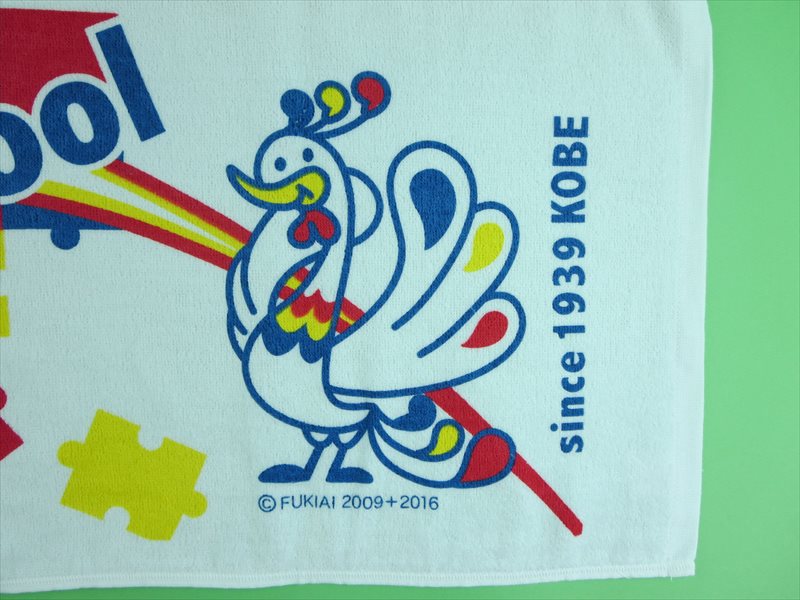 ool
since 1939 KOBE
© FUKIAI 2009+2016